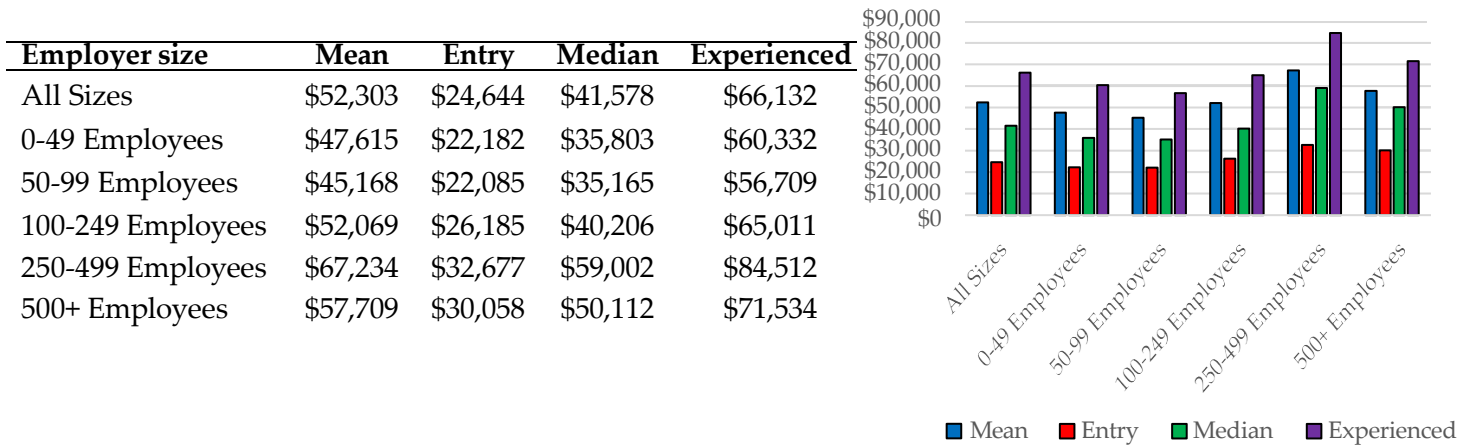 Employer size Mean Entry Median Experienced
All Sizes $52,303 $24,644 $41,578 $66,132
0-49 Employees $47,615 $22,182 $35,803 $60,332
50-99 Employees $45,168 $22,085 $35,165 $56,709
100-249 Employees $52,069 $26,185 $40,206 $65,011
250-499 Employees $67,234 $32,677 $59,002 $84,512
500+ Employees $57,709 $30,058 $50,112 $71,534
$90,000
$80,000
$70,000
$60,000
$50,000
$40,000
$30,000
$20,000
$10,000
$0
All Sizes
0-49 Employees
50-99 Employees
100-249 Employees
250-499 Employees
500+ Employees
Mean Entry Median Experienced